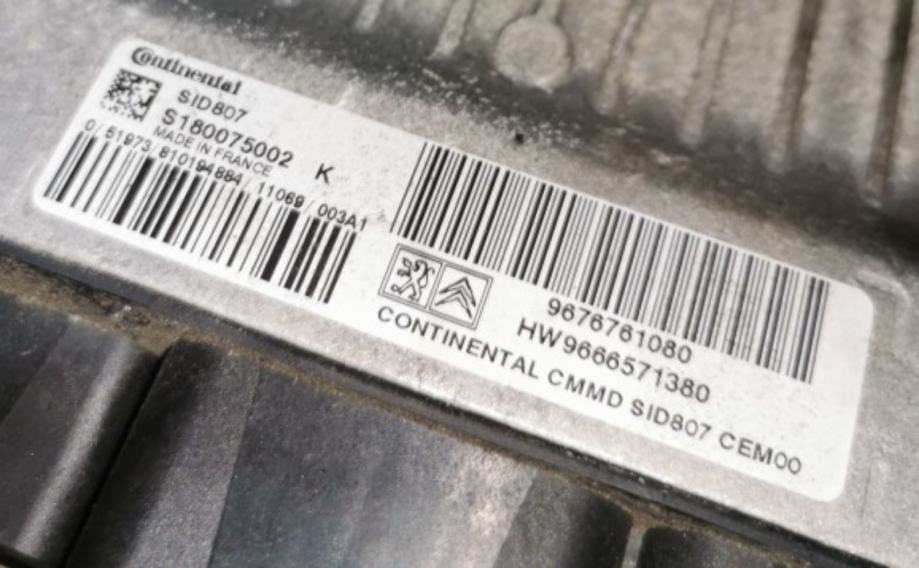 Continental
SID807
S180075002 K
MADE IN FRANCE
0/51973/810194884/11069/003A1
9676761080
HW9666571380
CONTINENTAL CMMD SID807 CEM00